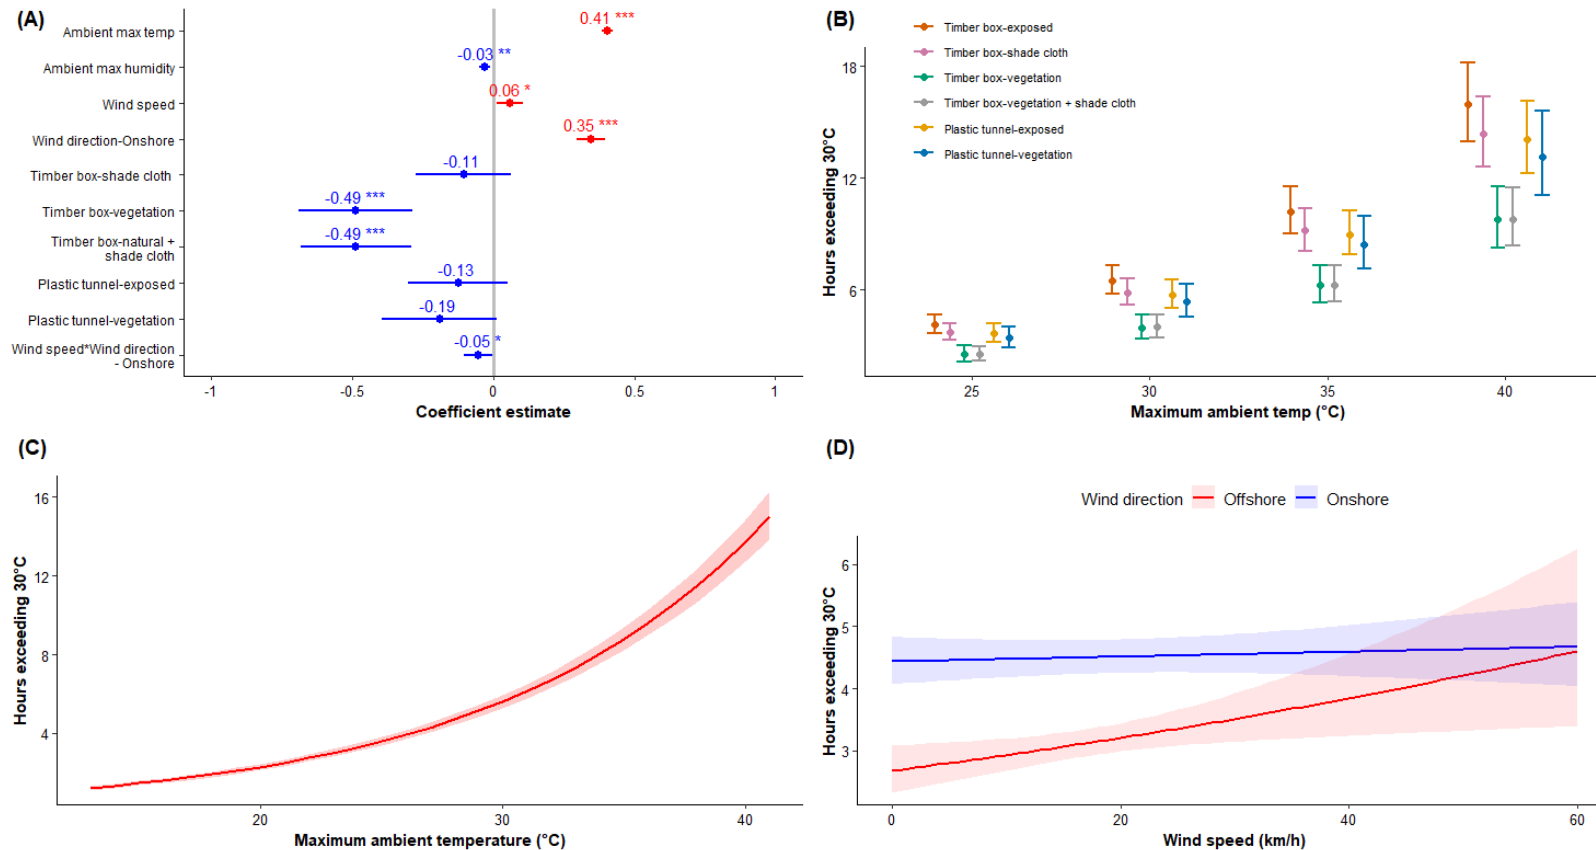 (A)
Ambient max temp
Ambient max humidity
Wind speed
Wind direction-Onshore
Timber box-shade cloth
Timber box-vegetation
Timber box-natural +
shade cloth
Plastic tunnel-exposed
Plastic tunnel-vegetation
Wind speed*Wind direction
- Onshore
0.41 ***
-0.03 **
0.06 *
0.35 ***
-0.11
-0.49 ***
-0.49 ***
-0.13
-0.19
-0.05 *
-1
-0.5
0
0.5
1
Coefficient estimate
(B)
Timber box-exposed
Timber box-shade cloth
Timber box-vegetation
Timber box-vegetation + shade cloth
Plastic tunnel-exposed
Plastic tunnel-vegetation
Hours exceeding 30°C
18
12
6
25
30
35
40
Maximum ambient temp (°C)
(C)
Hours exceeding 30°C
16
12
8
4
20
30
40
Maximum ambient temperature (°C)
(D)
Wind direction
Offshore
Onshore
Hours exceeding 30°C
6
5
4
3
0
20
40
60
Wind speed (km/h)